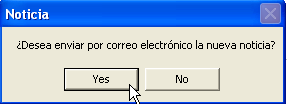 Noticia
¿Desea enviar por correo electrónico la nueva noticia?
Yes
No